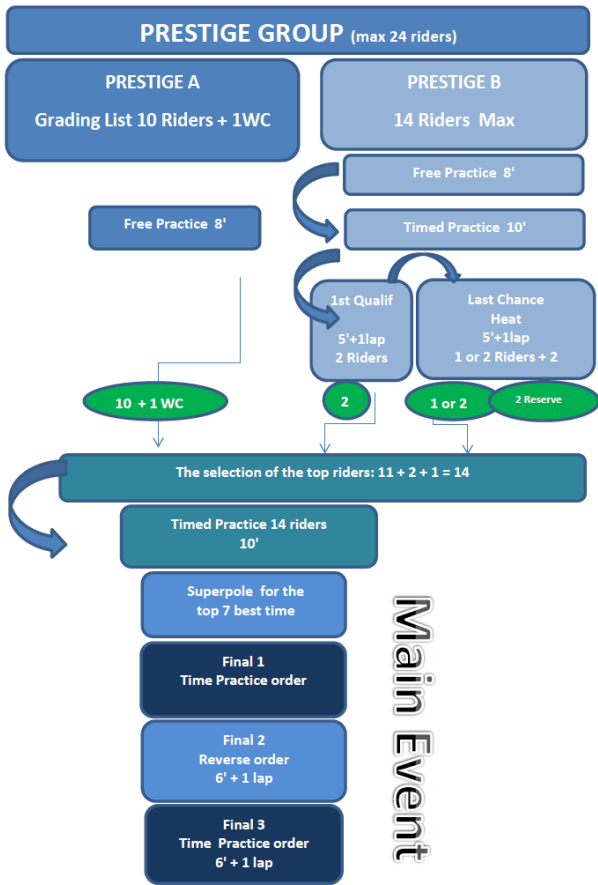 PRESTIGE GROUP (max 24 riders)
PRESTIGE A
Grading List 10 Riders + 1WC
PRESTIGE B
14 Riders Max
Free Practice 8'
Timed Practice 10'
Free Practice 8'
1st Qualif
5'+1lap
2 Riders
Last Chance
Heat
5'+1lap
1 or 2 Riders + 2
10 + 1 WC
2
1 or 2
2 Reserve
The selection of the top riders: 11 + 2 + 1 = 14
Timed Practice 14 riders
10'
Superpole for the
top 7 best time
Final 1
Time Practice order
Final 2
Reverse order
6' + 1 lap
Final 3
Time Practice order
6' + 1 lap
Main Event